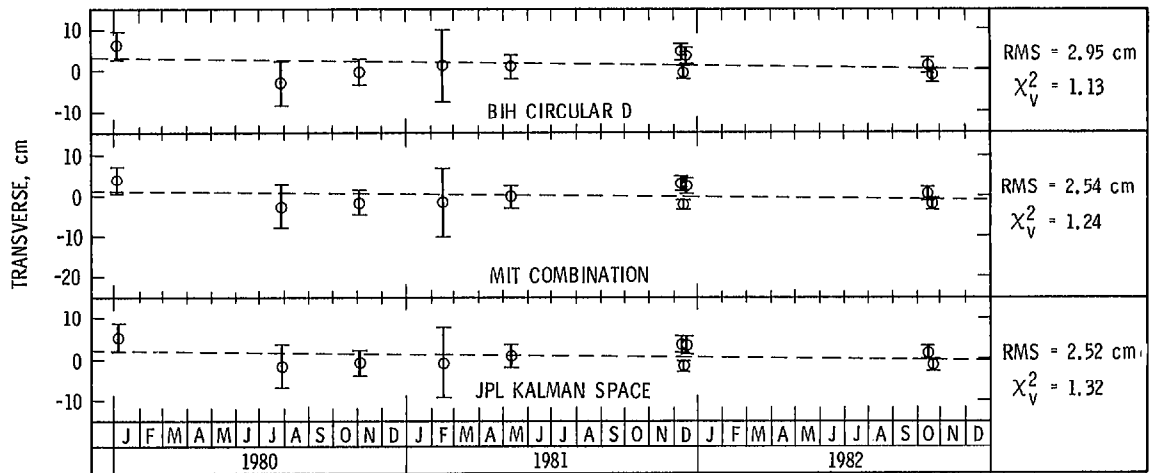 TRANSVERSE, cm
10
0
-10
BIH CIRCULAR D
RMS = 2.95 cm
χ²ᵥ = 1.13
10
0
-10
-20
MIT COMBINATION
RMS = 2.54 cm
χ²ᵥ = 1.24
10
0
-10
JPL KALMAN SPACE
RMS = 2.52 cm
χ²ᵥ = 1.32
J F M A M J J A S O N D J F M A M J J A S O N D J F M A M J J A S O N D
1980 1981 1982